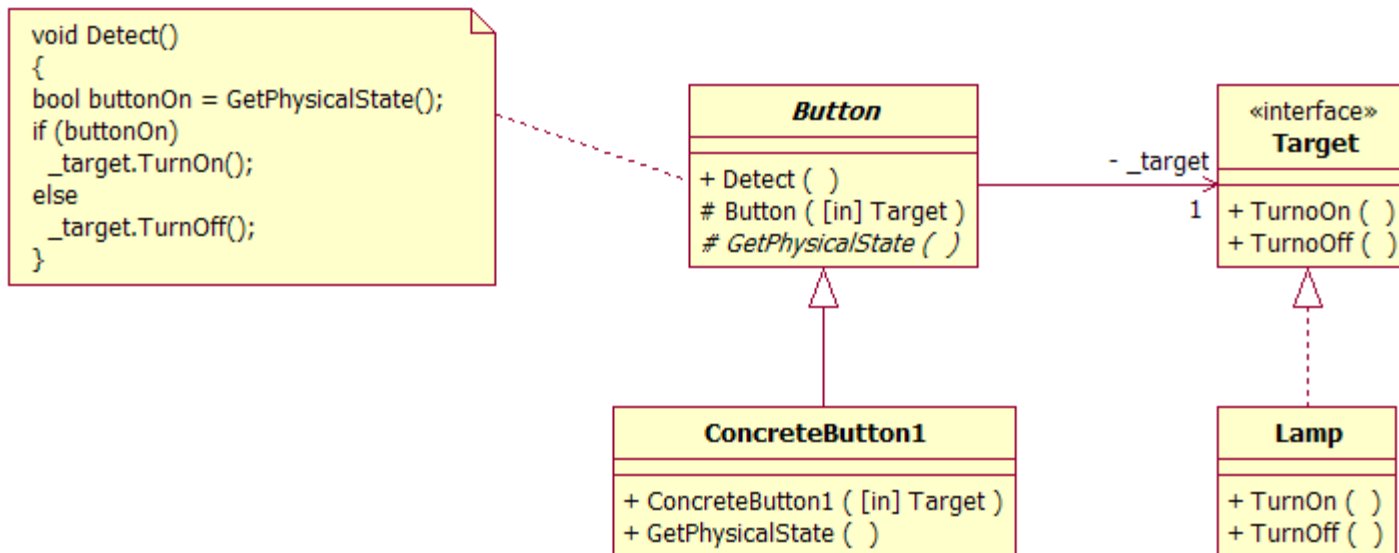 void Detect()
{
bool buttonOn = GetPhysicalState();
if (buttonOn)
_target.TurnOn();
else
_target.TurnOff();
}
Button
+ Detect ( )
# Button ( [in] Target )
# GetPhysicalState ( )
- _target
1
«interface»
Target
+ TurnoOn ( )
+ TurnoOff ( )
ConcreteButton1
+ ConcreteButton1 ( [in] Target )
+ GetPhysicalState ( )
Lamp
+ TurnOn ( )
+ TurnOff ( )